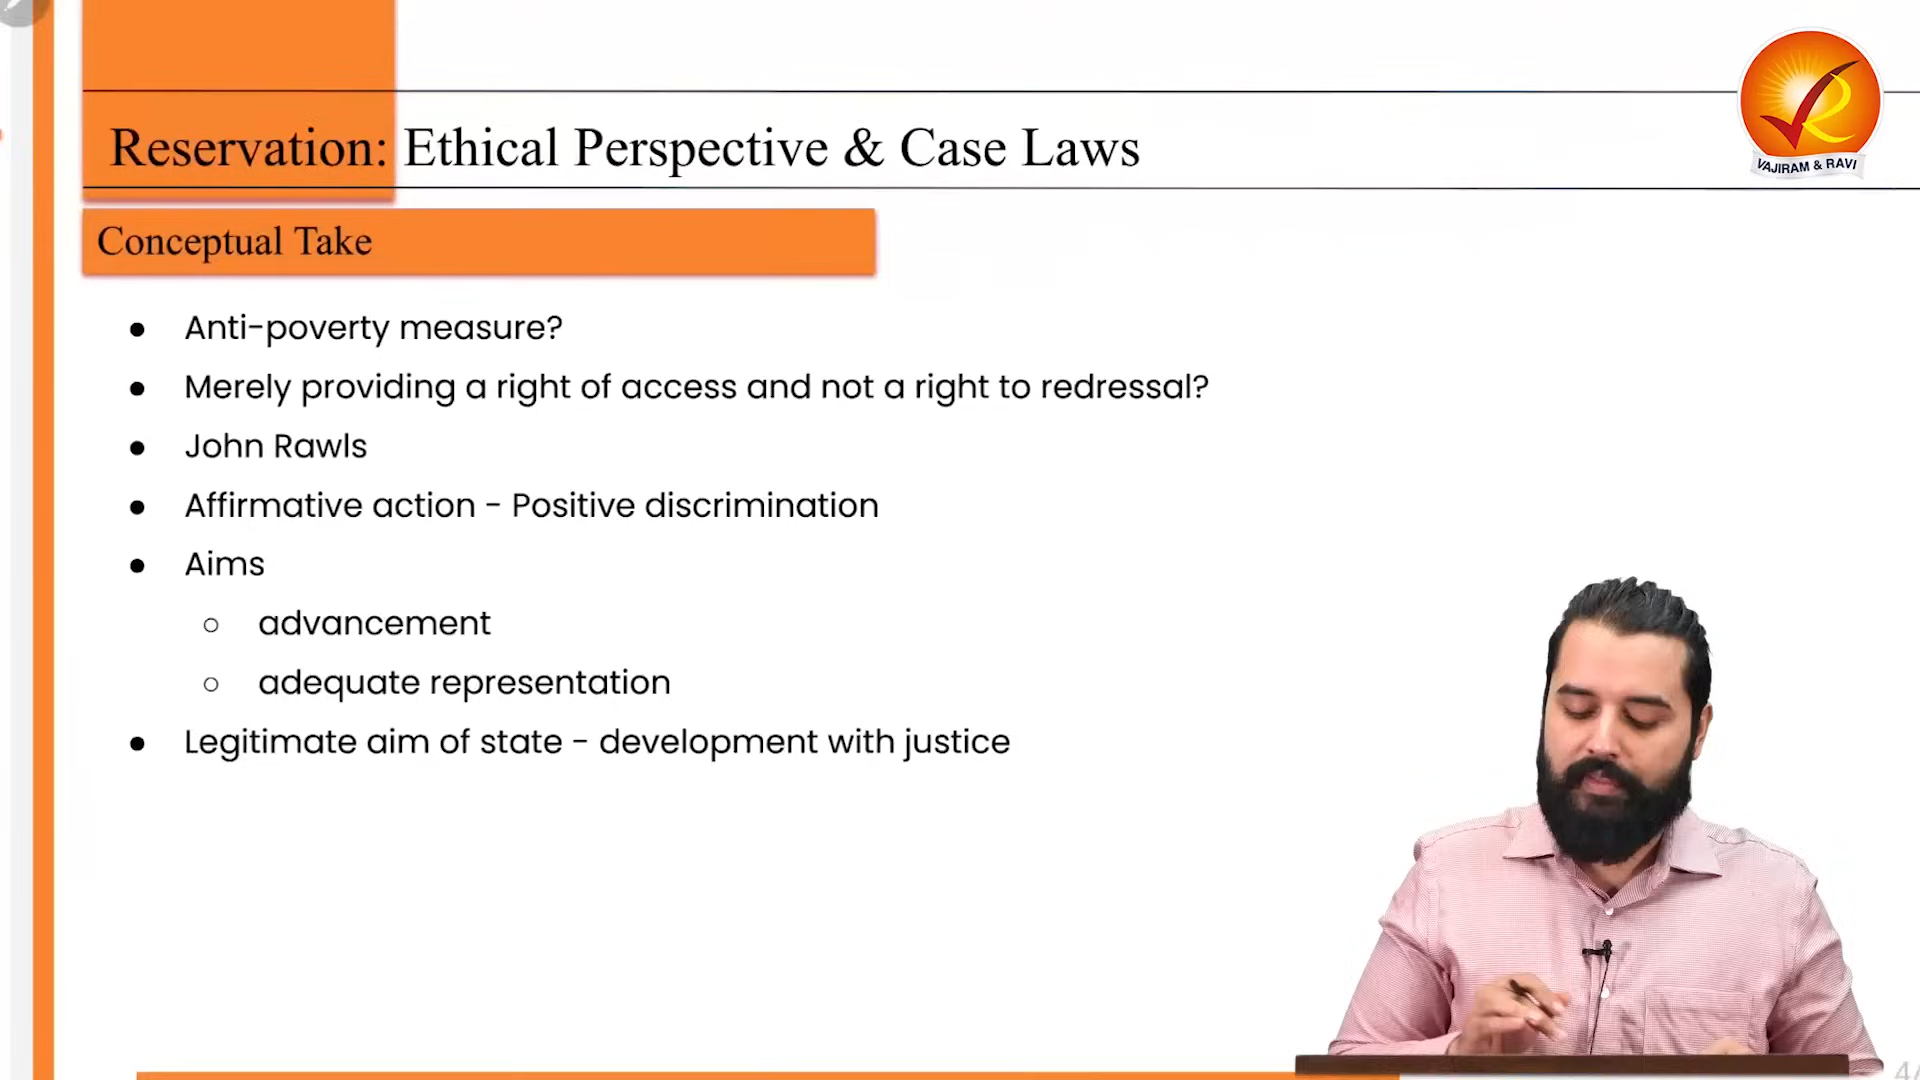 Reservation: Ethical Perspective & Case Laws
VAJIRAM & RAVI
Conceptual Take
● Anti-poverty measure?
● Merely providing a right of access and not a right to redressal?
● John Rawls
● Affirmative action - Positive discrimination
● Aims
○ advancement
○ adequate representation
● Legitimate aim of state - development with justice